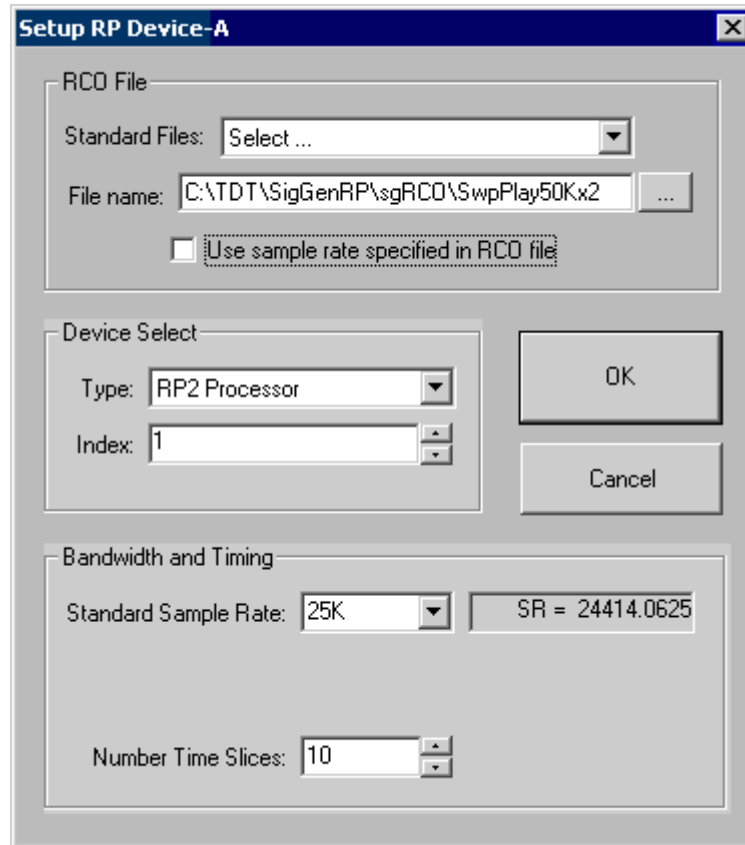 Setup RP Device-A
RCO File
Standard Files: Select ...
File name: C:\TDT\SigGenRP\sgRCO\SwpPlay50Kx2 ...
Use sample rate specified in RCO file
Device Select
Type: RP2 Processor
Index: 1
OK
Cancel
Bandwidth and Timing
Standard Sample Rate: 25K SR = 24414.0625
Number Time Slices: 10